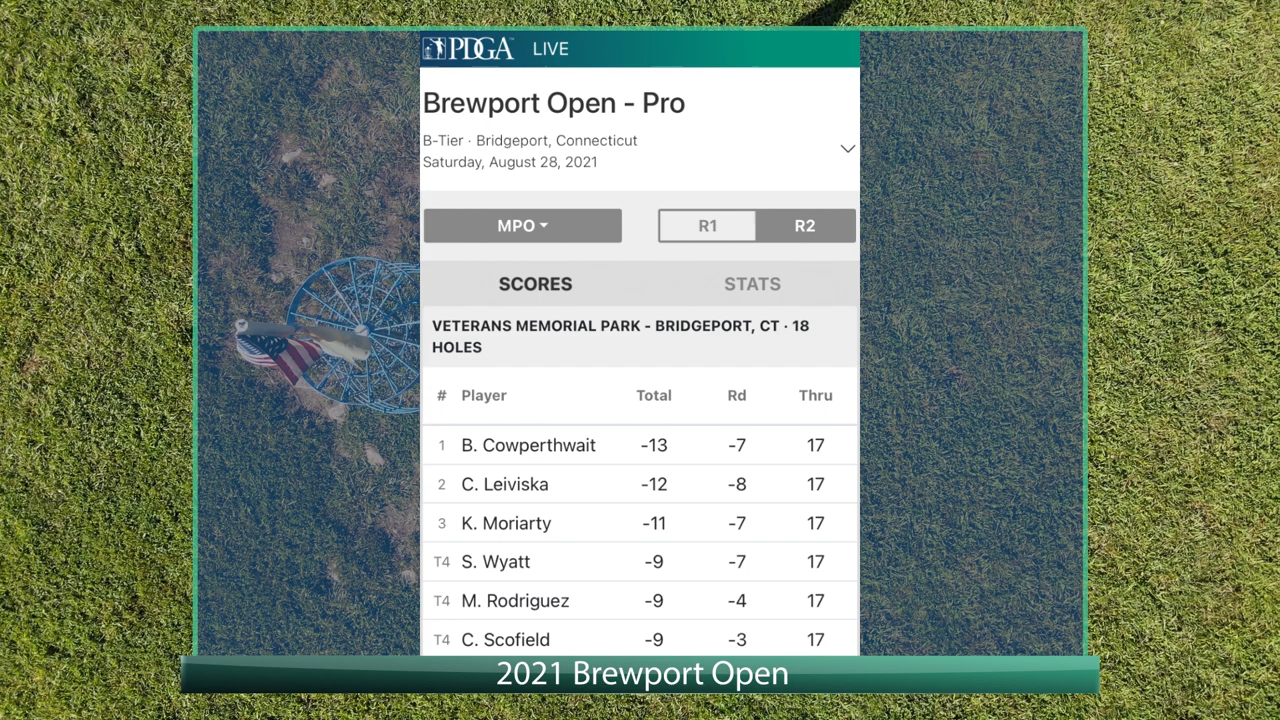 PDGA LIVE
Brewport Open - Pro
B-Tier · Bridgeport, Connecticut
Saturday, August 28, 2021
MPO R1 R2
SCORES STATS
VETERANS MEMORIAL PARK - BRIDGEPORT, CT · 18
HOLES
# Player Total Rd Thru
1 B. Cowperthwait -13 -7 17
2 C. Leiviska -12 -8 17
3 K. Moriarty -11 -7 17
T4 S. Wyatt -9 -7 17
T4 M. Rodriguez -9 -4 17
T4 C. Scofield -9 -3 17
2021 Brewport Open